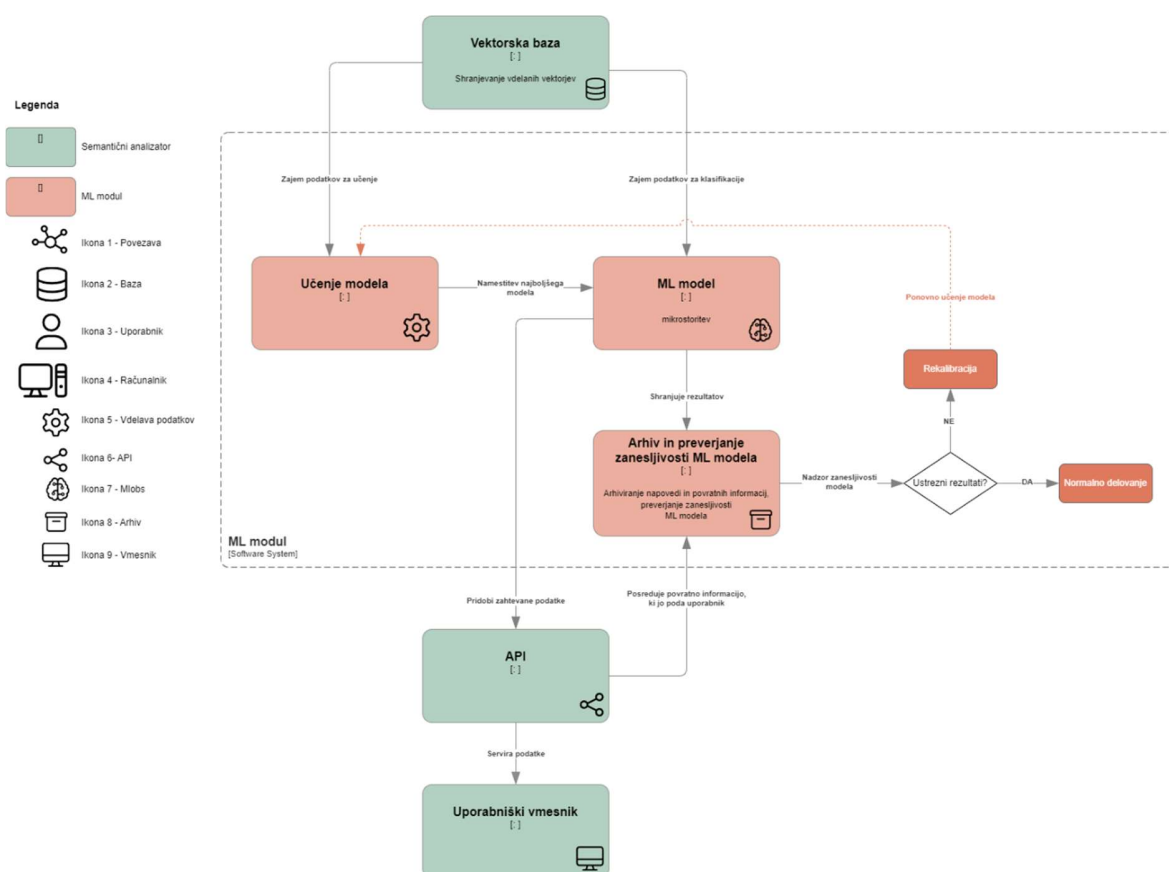 Vektorska baza
[: ]
Shranjevanje vdelanih vektorjev
Legenda
[]
Semantični analizator
[]
ML modul
Ikona 1 - Povezava
Ikona 2 - Baza
Ikona 3 - Uporabnik
Ikona 4 - Računalnik
Ikona 5 - Vdelava podatkov
Ikona 6- API
Ikona 7 - Mlobs
Ikona 8 - Arhiv
Ikona 9 - Vmesnik
Zajem podatkov za učenje
Zajem podatkov za klasifikacije
Učenje modela
[: ]
Namestitev najboljšega
modela
ML model
[: ]
mikrostoritev
Ponovno učenje modela
Rekalibracija
Shranjuje rezultatov
NE
Arhiv in preverjanje
zanesljivosti ML modela
[: ]
Arhiviranje napovedi in povratnih informacij,
preverjanje zanesljivosti
ML modela
Nadzor zanesljivosti
modela
Ustrezni rezultati?
DA
Normalno delovanje
ML modul
[Software System]
Pridobi zahtevane podatke
Posreduje povratno informacijo,
ki jo poda uporabnik
API
[: ]
Servira podatke
Uporabniški vmesnik
[: ]